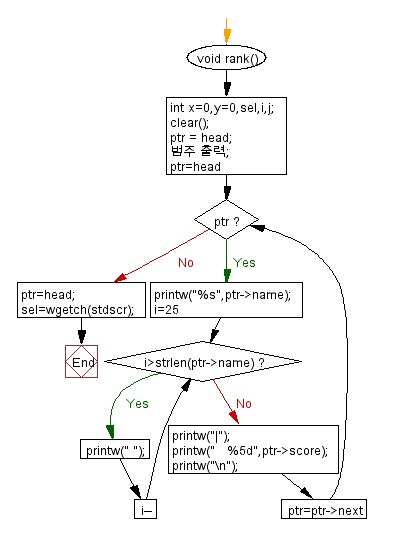 void rank()
int x=0,y=0,sel,i,j;
clear();
ptr = head;
범주 출력;
ptr=head
ptr ?
No
Yes
ptr=head;
sel=wgetch(stdscr);
printw("%s",ptr->name);
i=25
End
i>strlen(ptr->name) ?
Yes
No
printw(" ");
printw("|");
printw("    %5d",ptr->score);
printw("\n");
i--
ptr=ptr->next